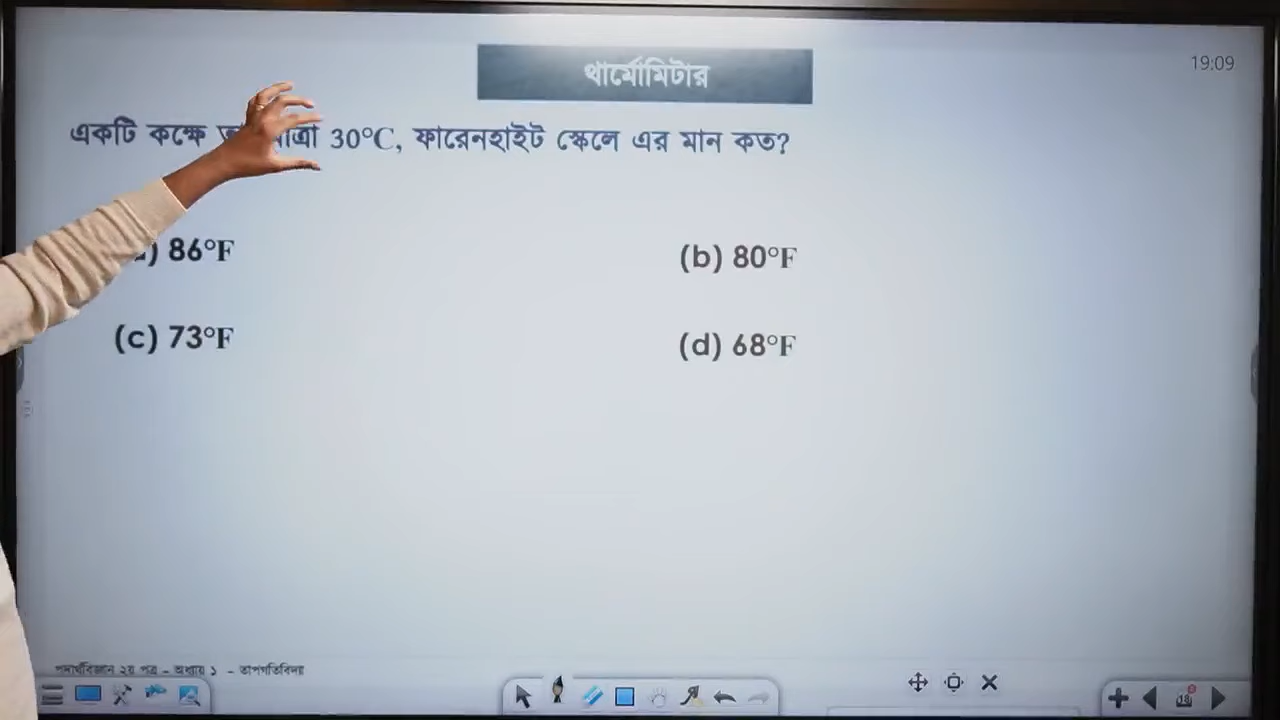 থার্মোমিটার
19:09
একটি কক্ষে 30°C, ফারেনহাইট স্কেলে এর মান কত?
86°F
(b) 80°F
(c) 73°F
(d) 68°F
পদার্থবিজ্ঞান ২য় পত্র – অধ্যায় ১ – তাপগতিবিদ্যা
18